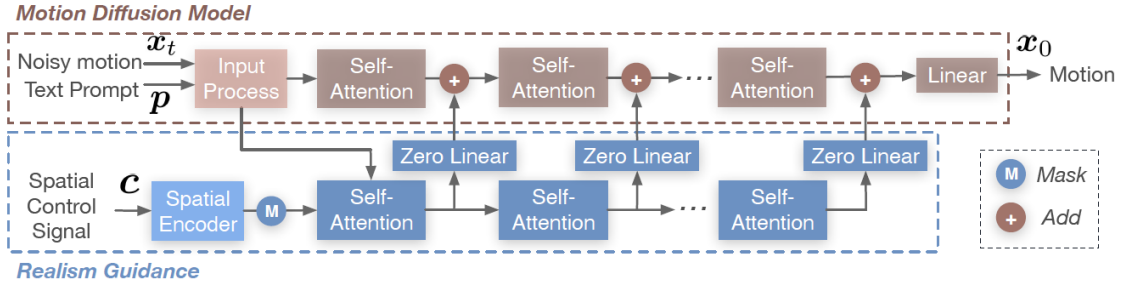 Motion Diffusion Model
Noisy motion
x_t
Text Prompt
p
Input
Process
Self-
Attention
+
Self-
Attention
+
...
Self-
Attention
+
Linear
x_0
Motion
Zero Linear
Zero Linear
Zero Linear
Spatial
Control
Signal
c
Spatial
Encoder
M
Self-
Attention
Self-
Attention
...
Self-
Attention
M Mask
+ Add
Realism Guidance